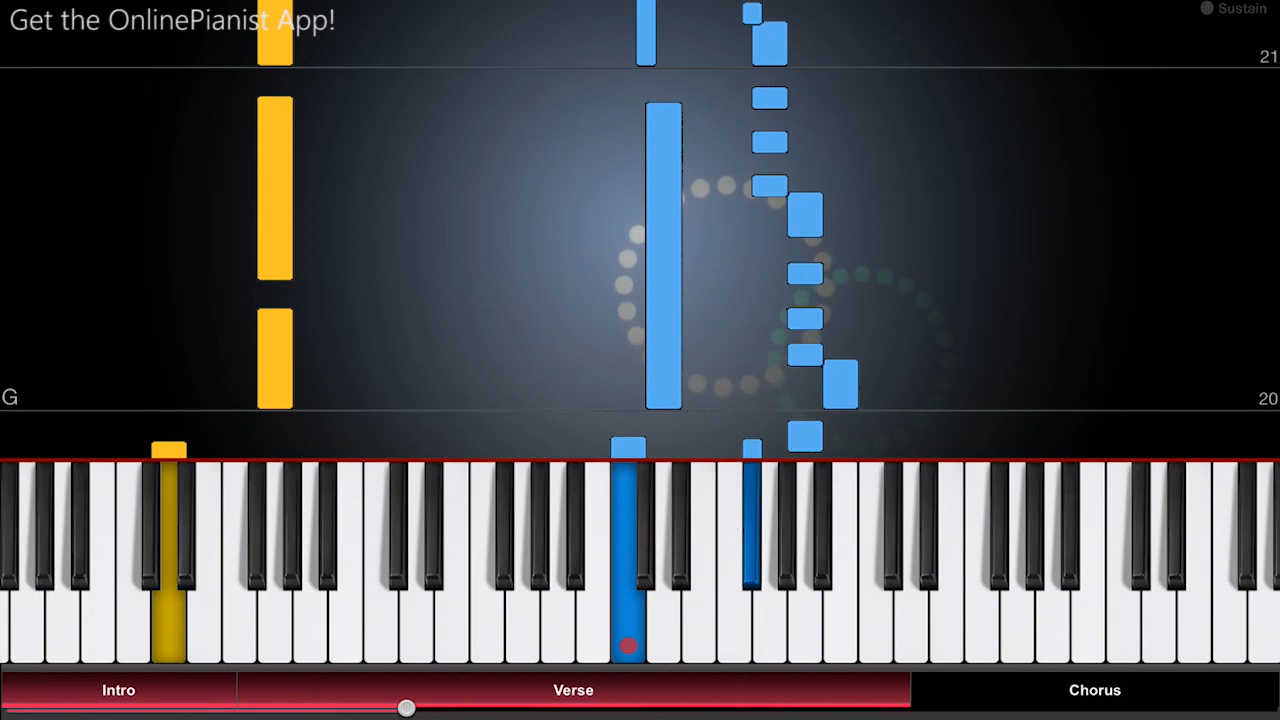 Get the OnlinePianist App!
Sustain
21
G
20
Intro
Verse
Chorus